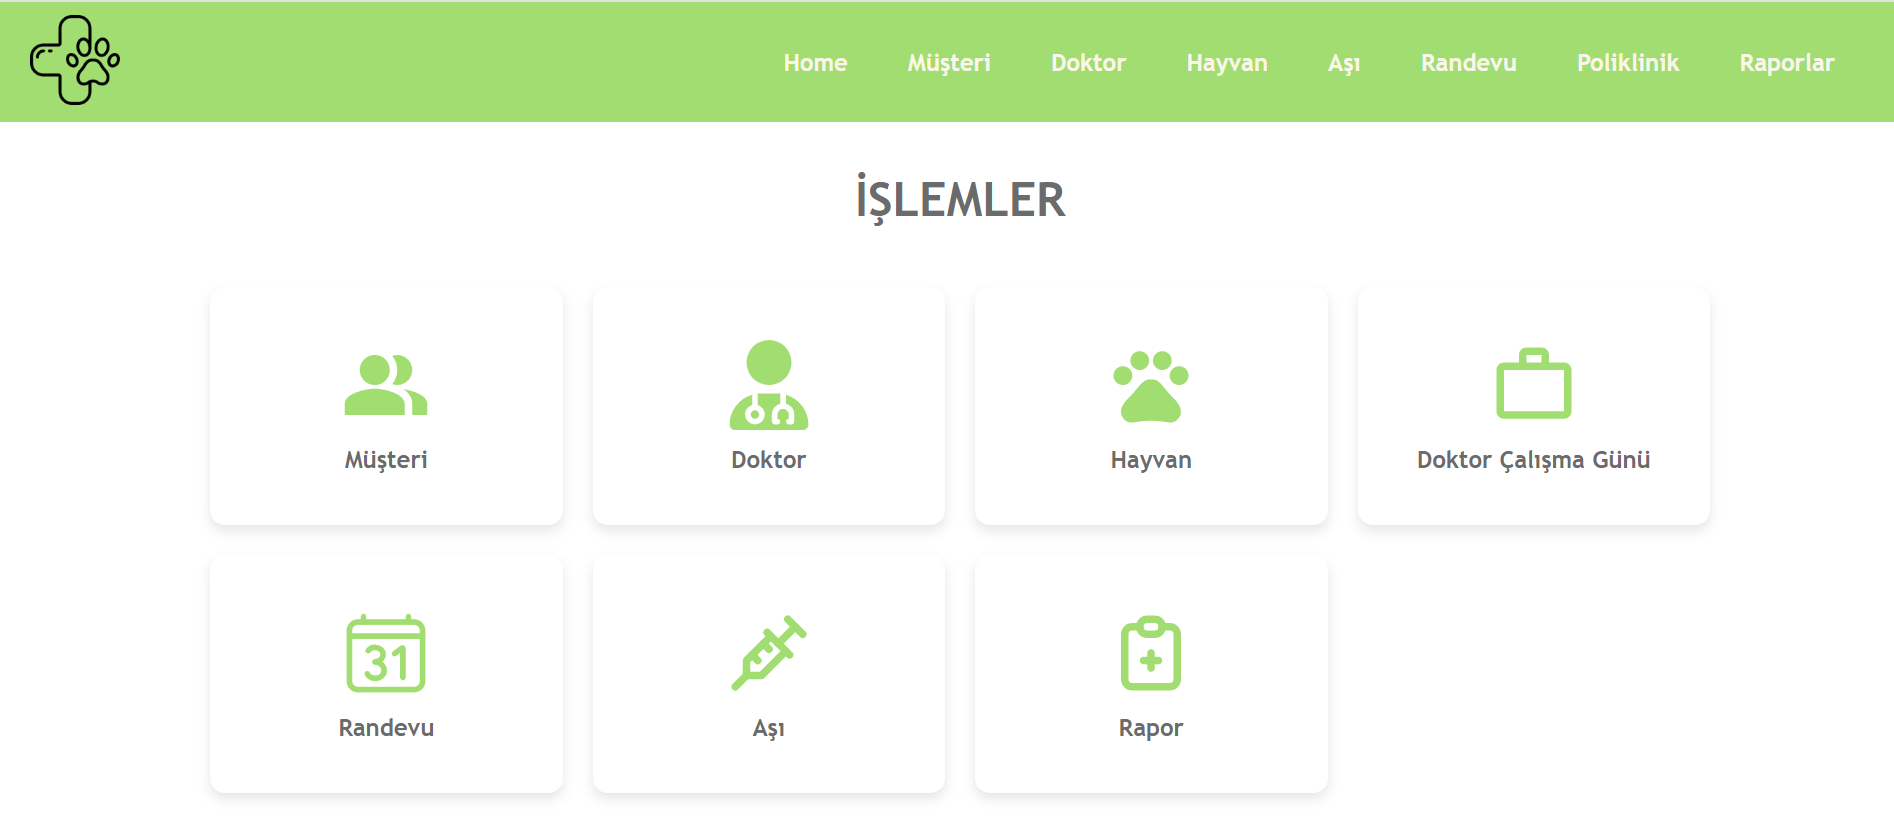 Home Müşteri Doktor Hayvan Aşı Randevu Poliklinik Raporlar
İŞLEMLER
Müşteri Doktor Hayvan Doktor Çalışma Günü
31
Randevu Aşı Rapor